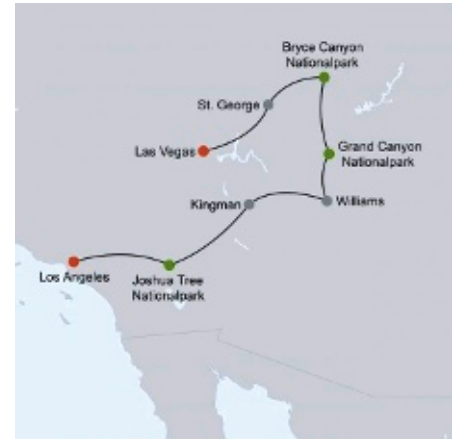 Bryce Canyon
Nationalpark
St. George
Las Vegas
Grand Canyon
Nationalpark
Kingman
Williams
Los Angeles
Joshua Tree
Nationalpark